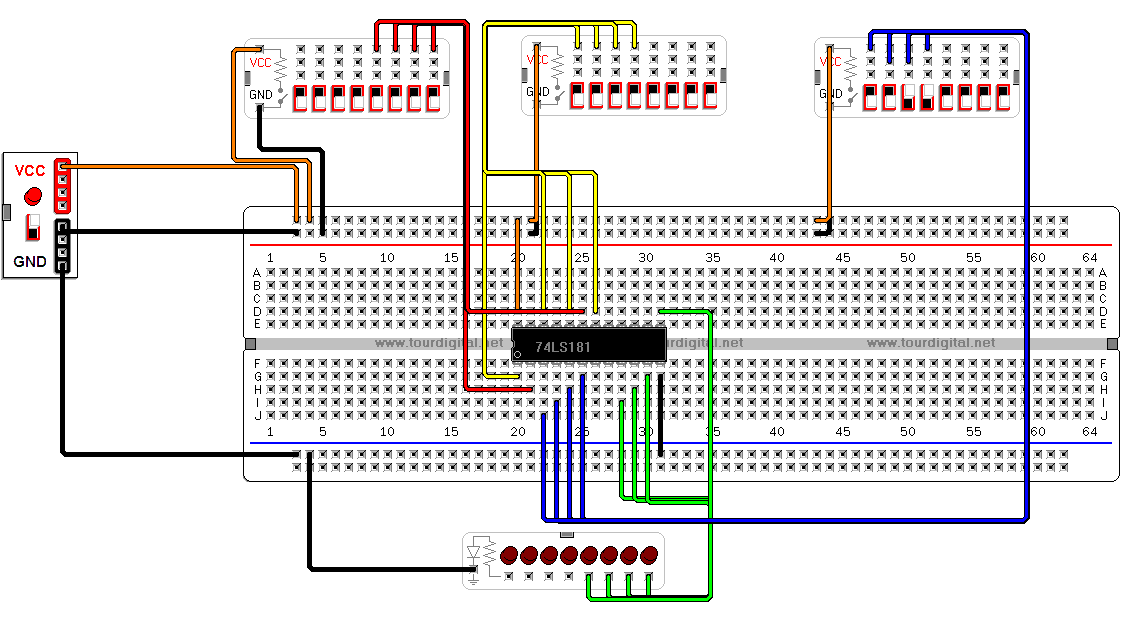 VCC
GND
VCC
GND
VCC
GND
VCC
GND
1 5 10 15 20 25 30 35 40 45 50 55 60 64
A A
B B
C C
D D
E E
www.tourdigital.net www.tourdigital.net www.tourdigital.net
74LS181
F F
G G
H H
I I
J J
1 5 10 15 20 25 30 35 40 45 50 55 60 64